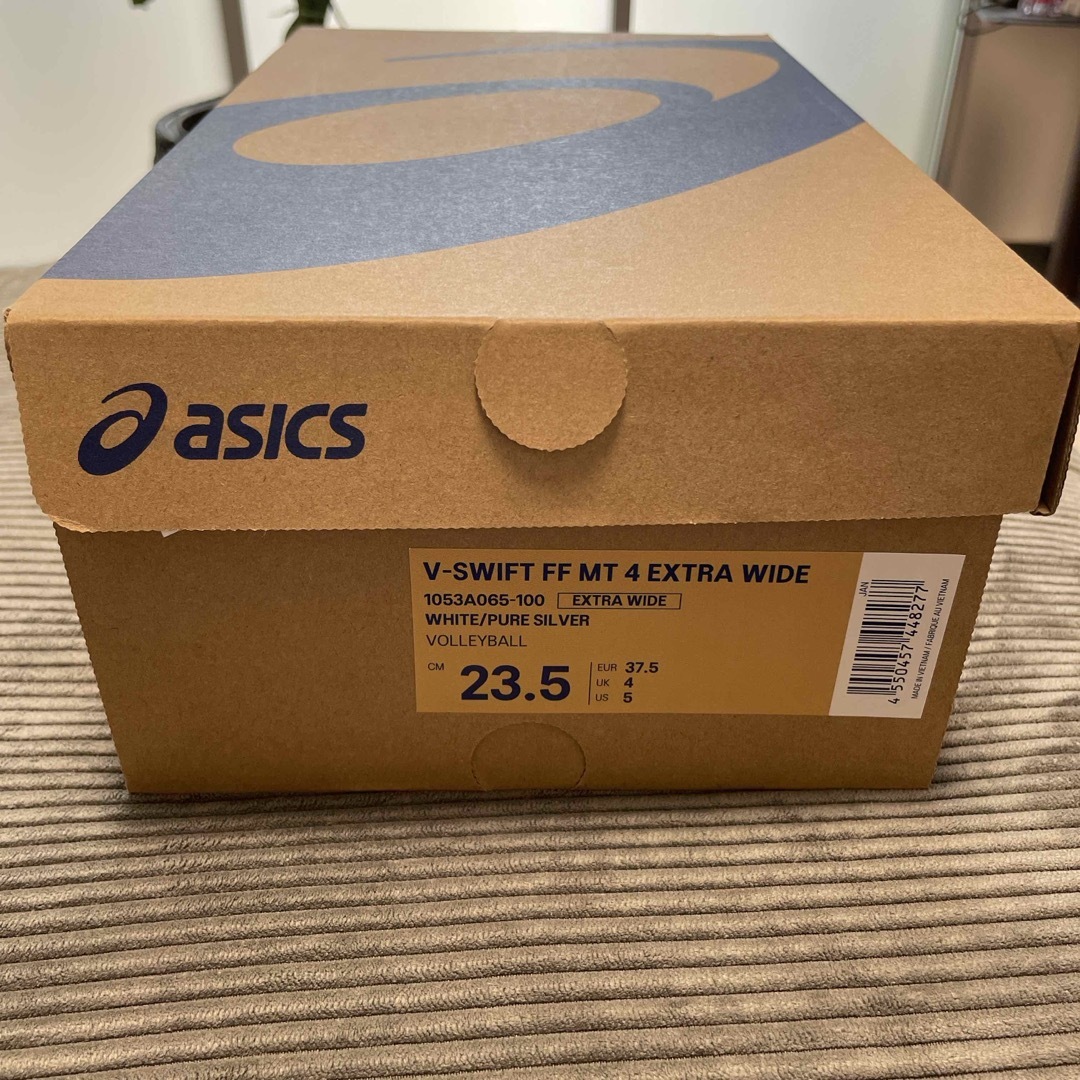 asics
V-SWIFT FF MT 4 EXTRA WIDE
1053A065-100 EXTRA WIDE
WHITE/PURE SILVER
VOLLEYBALL
CM 23.5
EUR 37.5
UK 4
US 5
JAN
4 550457 448277
MADE IN VIETNAM / FABRIQUE AU VIETNAM